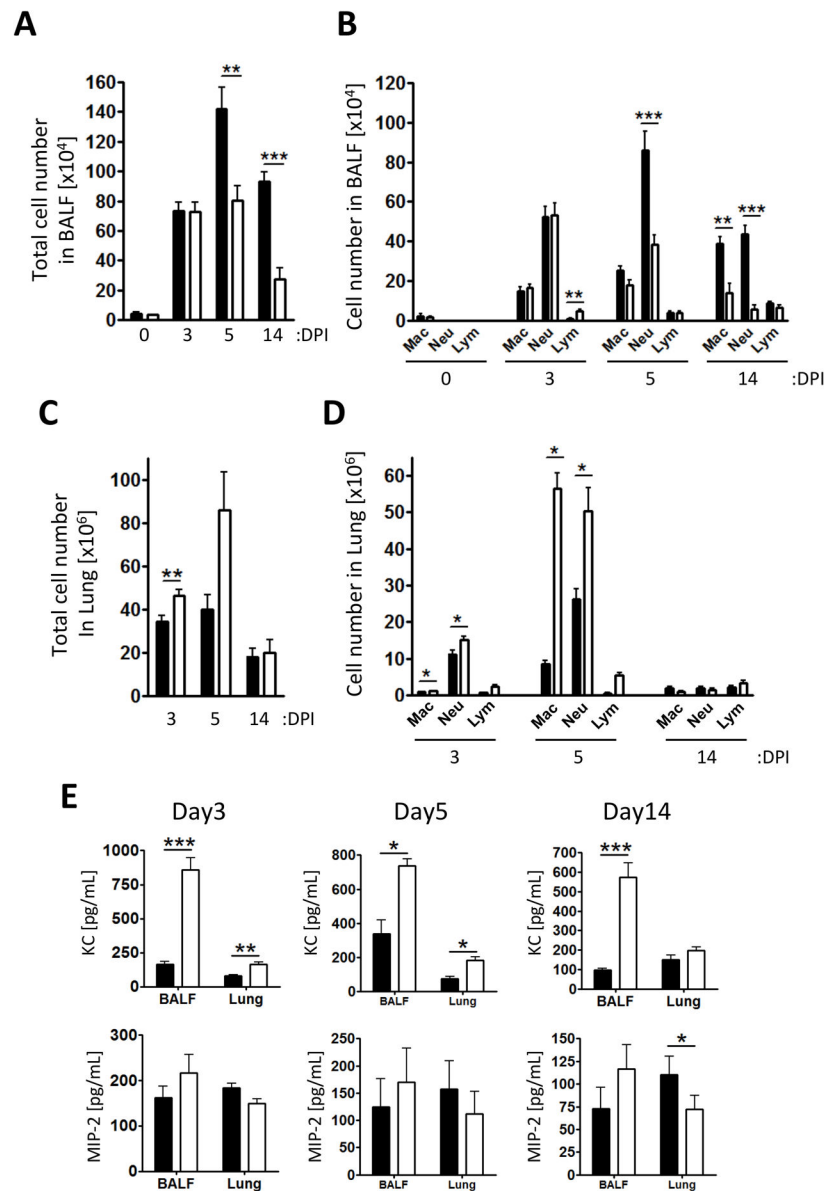 A
Total cell number
in BALF [x10⁴]
160
140
120
100
80
60
40
20
0
**
***
0 3 5 14 :DPI
B
Cell number in BALF [x10⁴]
120
100
80
60
40
20
0
**
***
**
***
Mac Neu Lym Mac Neu Lym Mac Neu Lym Mac Neu Lym
0 3 5 14 :DPI
C
Total cell number
In Lung [x10⁶]
100
80
60
40
20
0
**
3 5 14 :DPI
D
Cell number in Lung [x10⁶]
60
50
40
30
20
10
0
*
*
*
*
Mac Neu Lym Mac Neu Lym Mac Neu Lym
3 5 14 :DPI
E
Day3
KC [pg/mL]
1000
750
500
250
0
***
**
BALF Lung
Day5
KC [pg/mL]
800
600
400
200
0
*
*
BALF Lung
Day14
KC [pg/mL]
700
600
500
400
300
200
100
0
***
BALF Lung
MIP-2 [pg/mL]
300
200
100
0
BALF Lung
MIP-2 [pg/mL]
250
200
150
100
50
0
BALF Lung
MIP-2 [pg/mL]
150
125
100
75
50
25
0
*
BALF Lung